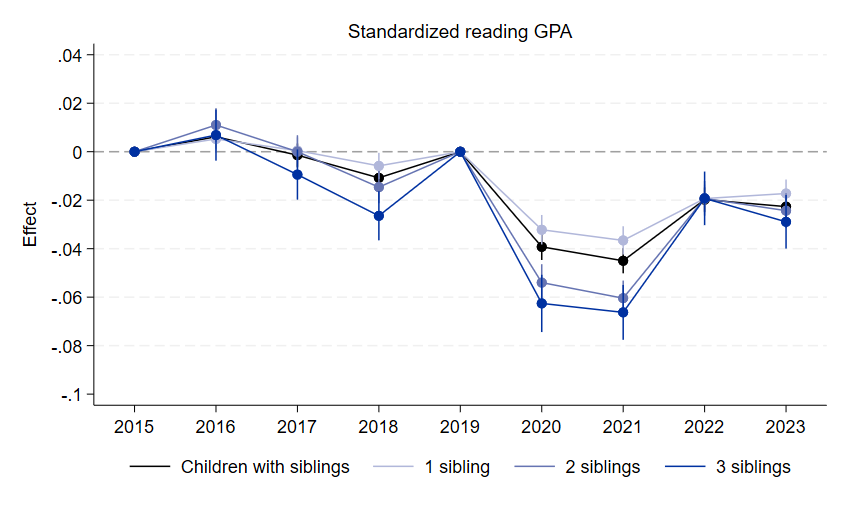 Standardized reading GPA
.04
.02
0
-.02
-.04
-.06
-.08
-.1
Effect
2015 2016 2017 2018 2019 2020 2021 2022 2023
Children with siblings 1 sibling 2 siblings 3 siblings